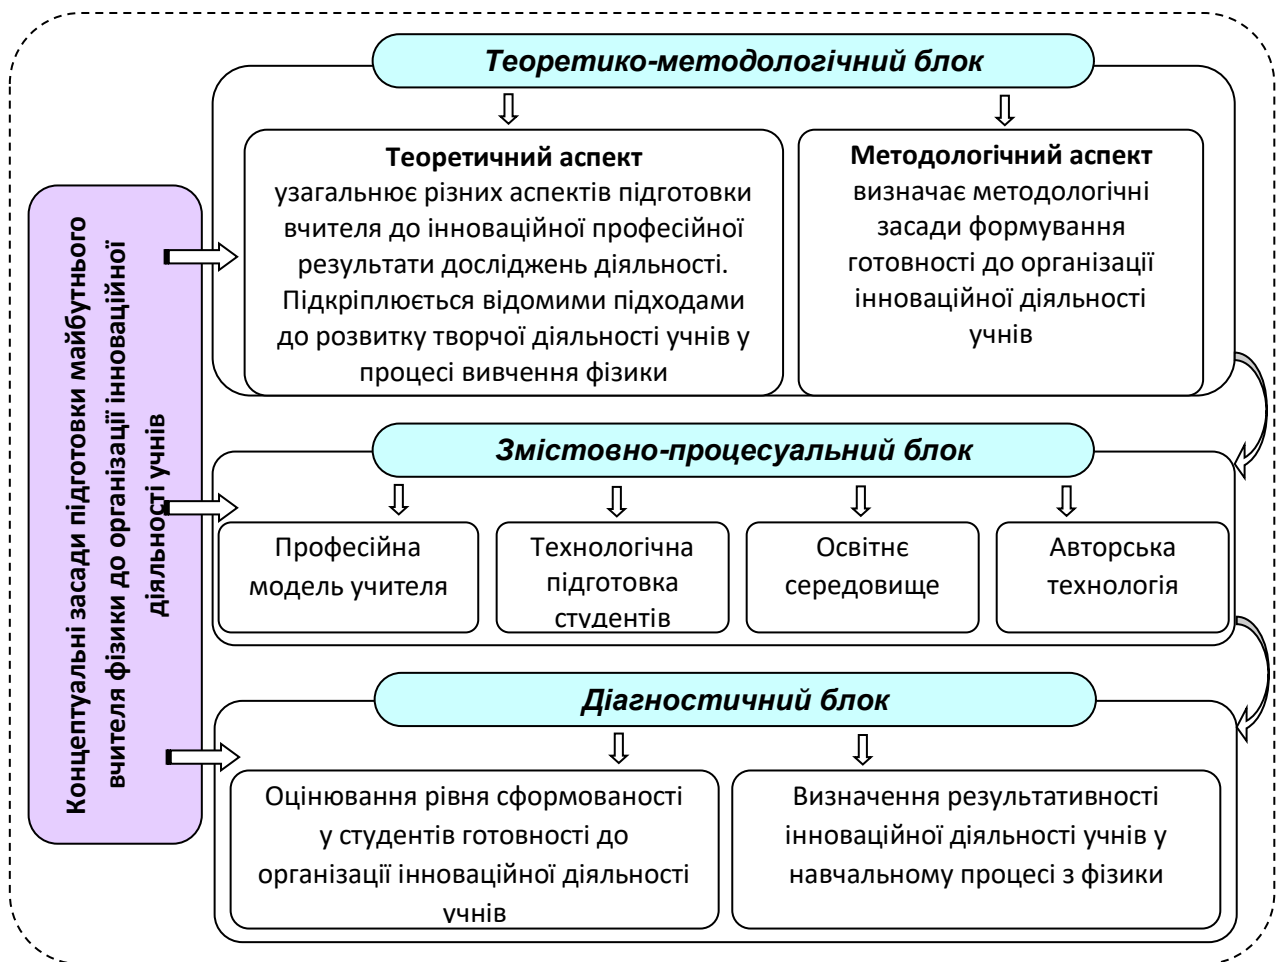 Концептуальні засади підготовки майбутнього
вчителя фізики до організації інноваційної
діяльності учнів
Теоретико-методологічний блок
Теоретичний аспект
узагальнює різних аспектів підготовки
вчителя до інноваційної професійної
результати досліджень діяльності.
Підкріплюється відомими підходами
до розвитку творчої діяльності учнів у
процесі вивчення фізики
Методологічний аспект
визначає методологічні
засади формування
готовності до організації
інноваційної діяльності
учнів
Змістовно-процесуальний блок
Професійна
модель учителя
Технологічна
підготовка
студентів
Освітнє
середовище
Авторська
технологія
Діагностичний блок
Оцінювання рівня сформованості
у студентів готовності до
організації інноваційної діяльності
учнів
Визначення результативності
інноваційної діяльності учнів у
навчальному процесі з фізики